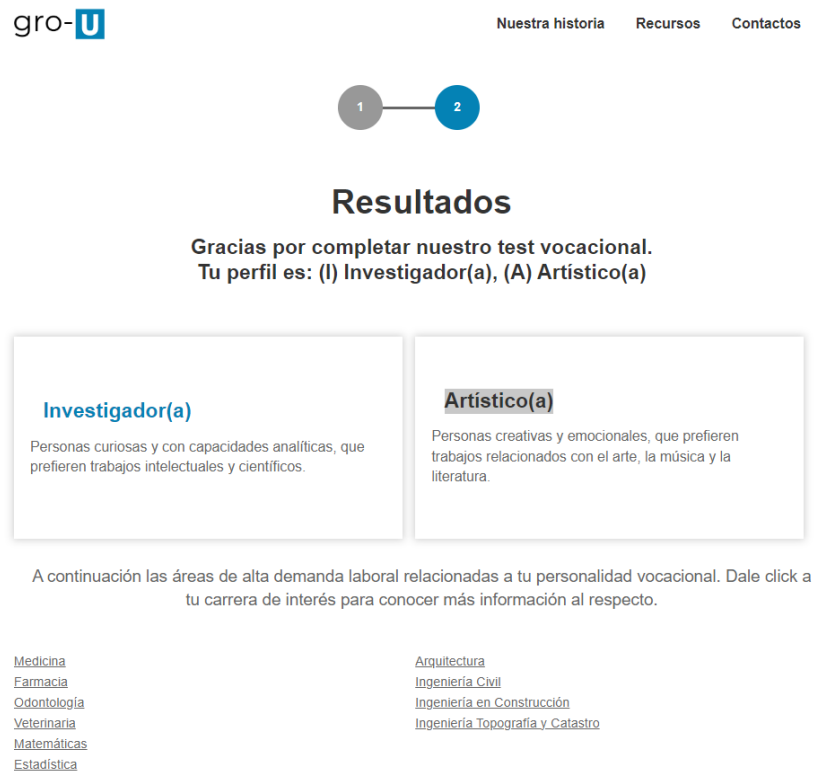 gro-U
Nuestra historia Recursos Contactos
1 2
Resultados
Gracias por completar nuestro test vocacional.
Tu perfil es: (I) Investigador(a), (A) Artístico(a)
Investigador(a)
Personas curiosas y con capacidades analíticas, que
prefieren trabajos intelectuales y científicos.
Artístico(a)
Personas creativas y emocionales, que prefieren
trabajos relacionados con el arte, la música y la
literatura.
A continuación las áreas de alta demanda laboral relacionadas a tu personalidad vocacional. Dale click a
tu carrera de interés para conocer más información al respecto.
Medicina
Farmacia
Odontología
Veterinaria
Matemáticas
Estadística
Arquitectura
Ingeniería Civil
Ingeniería en Construcción
Ingeniería Topografía y Catastro